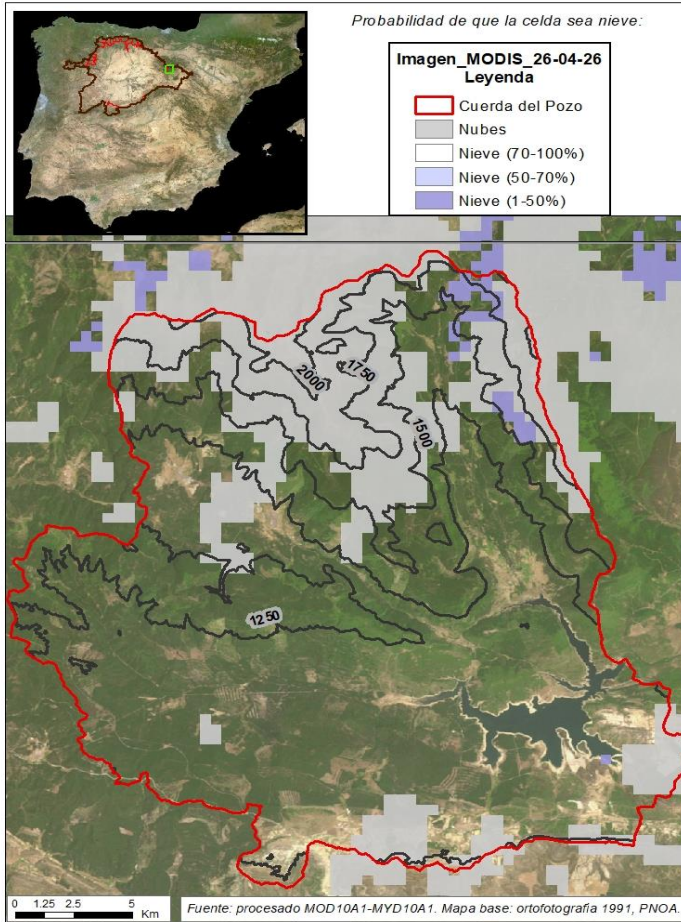 Probabilidad de que la celda sea nieve:
Imagen_MODIS_26-04-26
Leyenda
Cuerda del Pozo
Nubes
Nieve (70-100%)
Nieve (50-70%)
Nieve (1-50%)
2000
1750
1500
1250
0 1.25 2.5 5
Km
Fuente: procesado MOD10A1-MYD10A1. Mapa base: ortofotografia 1991, PNOA.